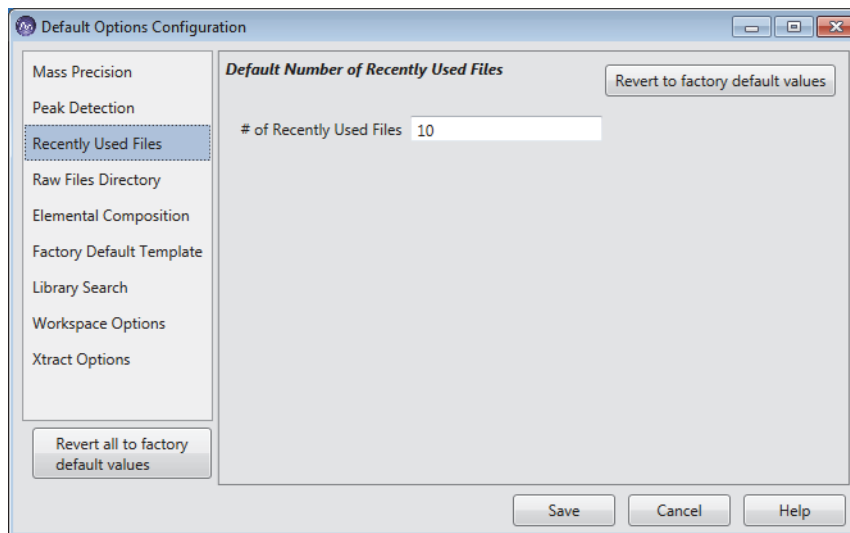 Default Options Configuration
Mass Precision
Peak Detection
Recently Used Files
Raw Files Directory
Elemental Composition
Factory Default Template
Library Search
Workspace Options
Xtract Options
Revert all to factory
default values
Default Number of Recently Used Files
Revert to factory default values
# of Recently Used Files 10
Save
Cancel
Help